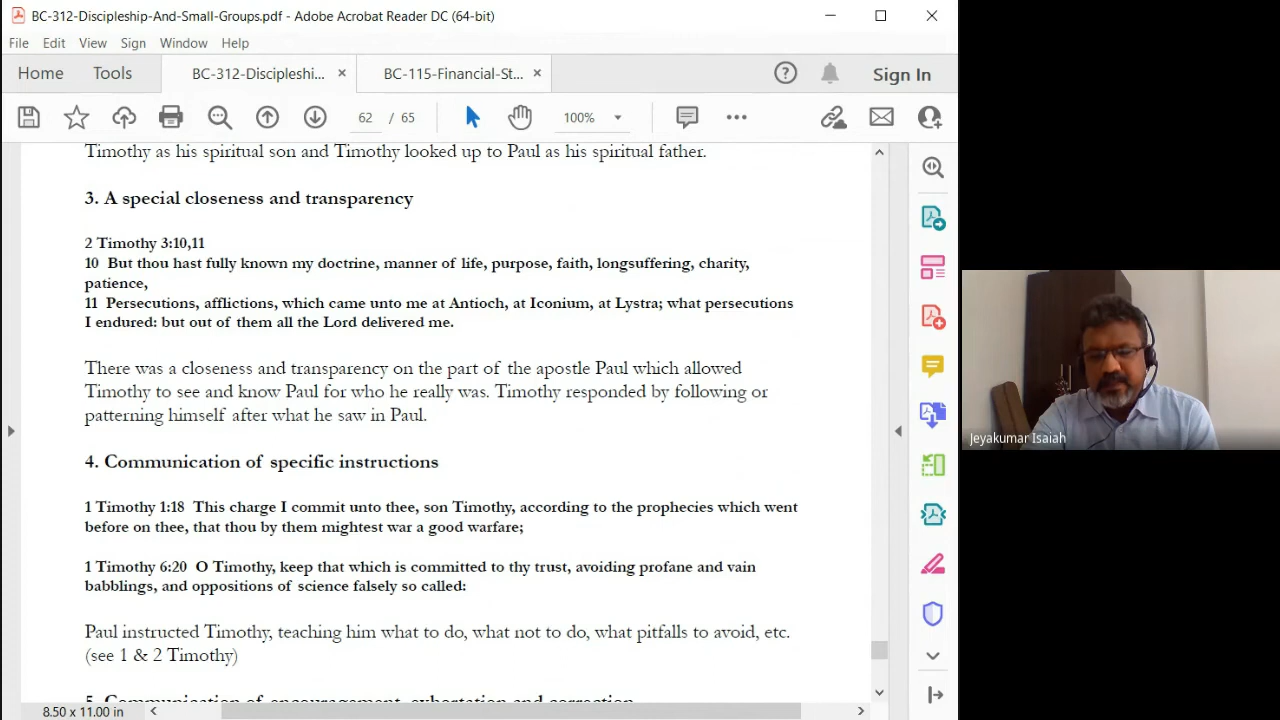 BC-312-Discipleship-And-Small-Groups.pdf - Adobe Acrobat Reader DC (64-bit)
File Edit View Sign Window Help
Home Tools BC-312-Discipleshi... × BC-115-Financial-St... × Sign In
62 / 65 100%
Timothy as his spiritual son and Timothy looked up to Paul as his spiritual father.
3. A special closeness and transparency
2 Timothy 3:10,11
10 But thou hast fully known my doctrine, manner of life, purpose, faith, longsuffering, charity,
patience,
11 Persecutions, afflictions, which came unto me at Antioch, at Iconium, at Lystra; what persecutions
I endured: but out of them all the Lord delivered me.
There was a closeness and transparency on the part of the apostle Paul which allowed
Timothy to see and know Paul for who he really was. Timothy responded by following or
patterning himself after what he saw in Paul.
4. Communication of specific instructions
1 Timothy 1:18 This charge I commit unto thee, son Timothy, according to the prophecies which went
before on thee, that thou by them mightest war a good warfare;
1 Timothy 6:20 O Timothy, keep that which is committed to thy trust, avoiding profane and vain
babblings, and oppositions of science falsely so called:
Paul instructed Timothy, teaching him what to do, what not to do, what pitfalls to avoid, etc.
(see 1 & 2 Timothy)
5. Communication of encouragement, exhortation and correction
8.50 x 11.00 in
Jeyakumar Isaiah